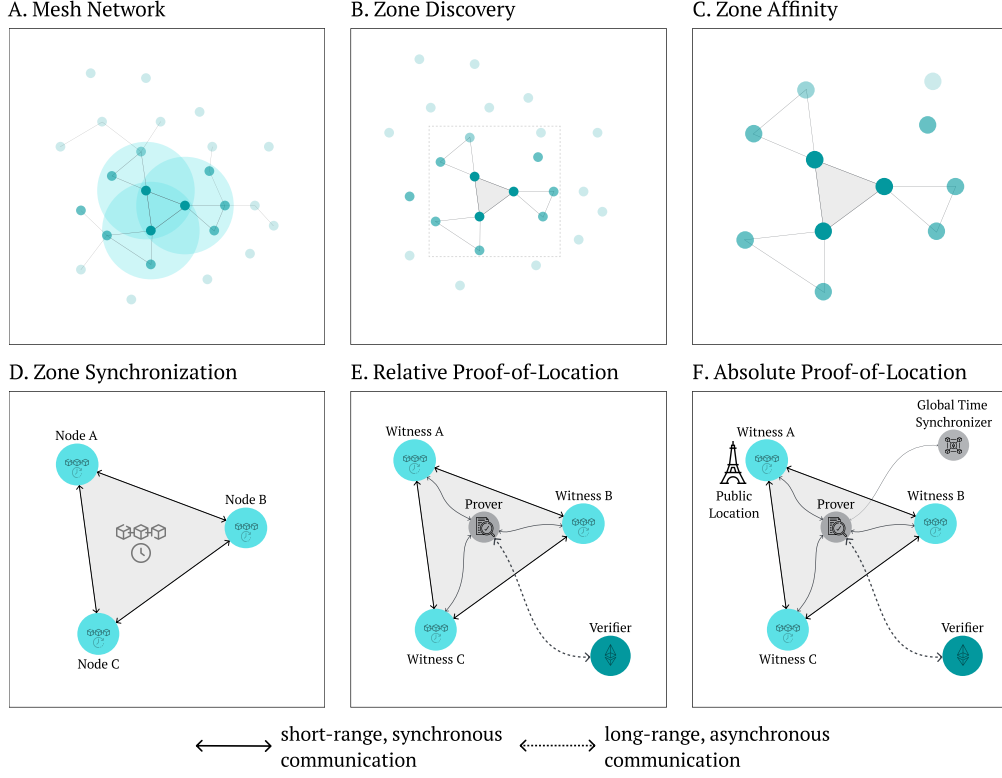 A. Mesh Network
B. Zone Discovery
C. Zone Affinity
D. Zone Synchronization
Node A
Node B
Node C
E. Relative Proof-of-Location
Witness A
Prover
Witness B
Witness C
Verifier
F. Absolute Proof-of-Location
Global Time
Synchronizer
Witness A
Public
Location
Prover
Witness B
Witness C
Verifier
short-range, synchronous
communication
long-range, asynchronous
communication